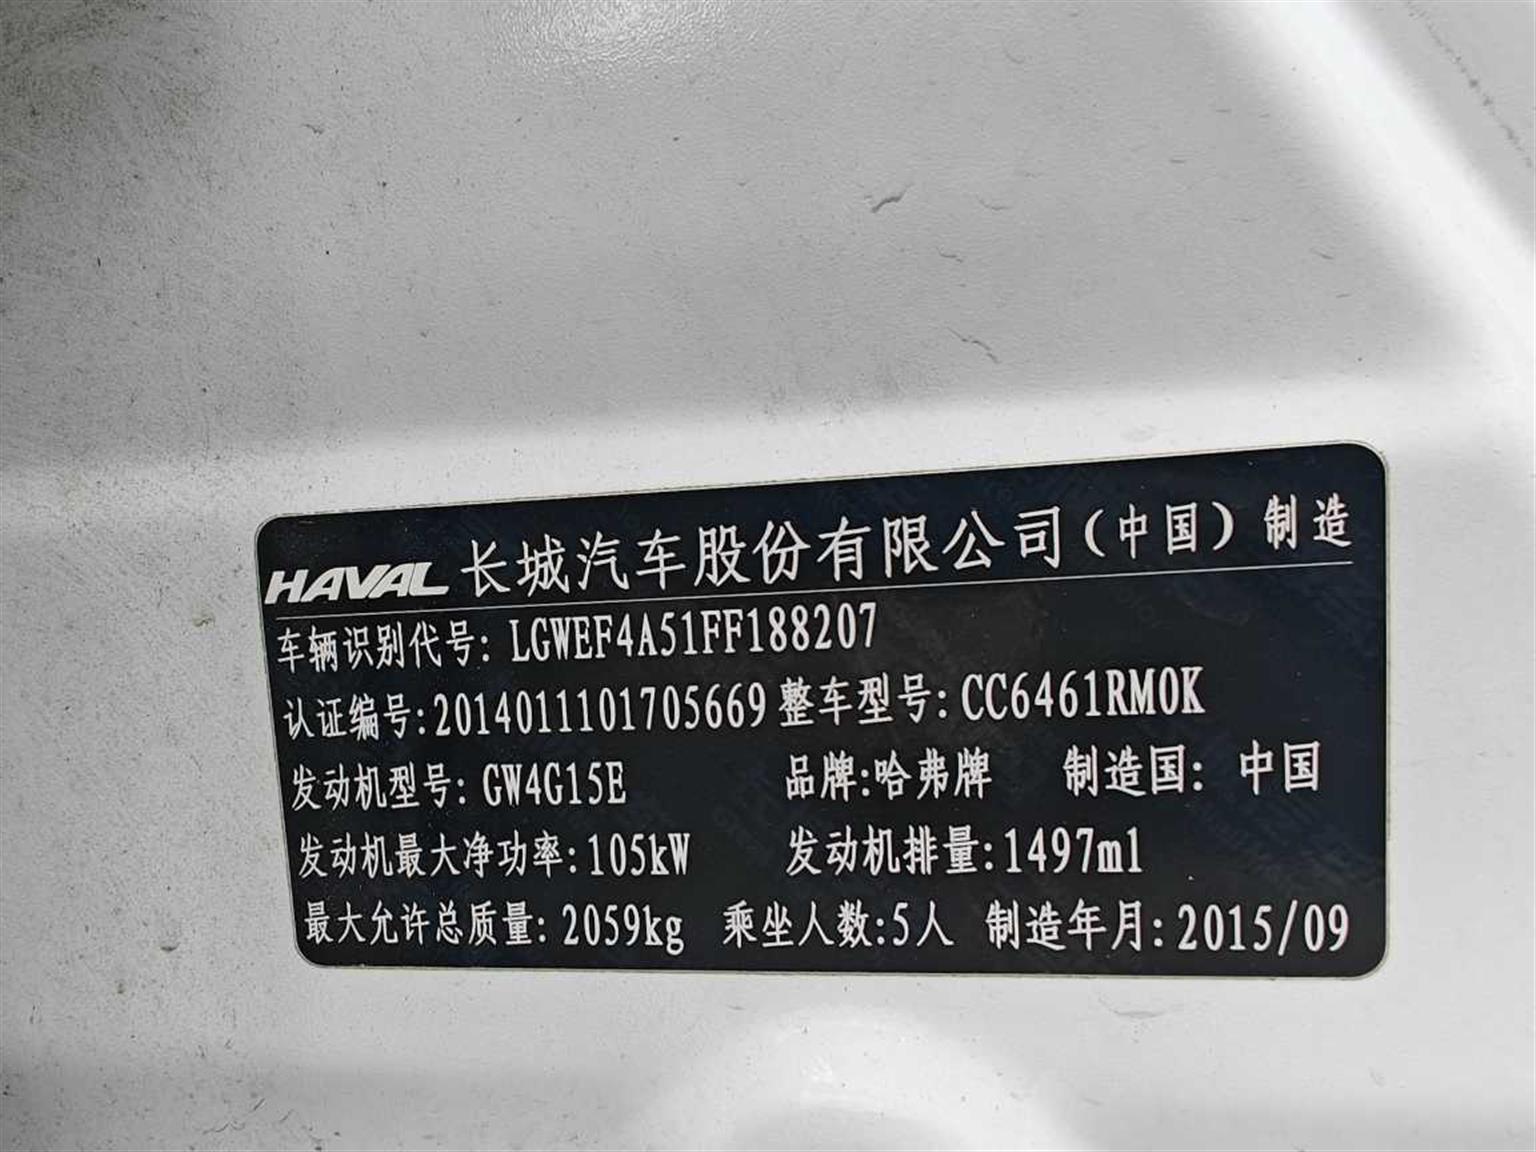 HAVAL 长城汽车股份有限公司(中国)制造
车辆识别代号: LGWEF4A51FF188207
认证编号:2014011101705669 整车型号:CC6461RM0K
发动机型号: GW4G15E 品牌:哈弗牌 制造国: 中国
发动机最大净功率:105kW 发动机排量:1497ml
最大允许总质量: 2059kg 乘坐人数:5人 制造年月:2015/09